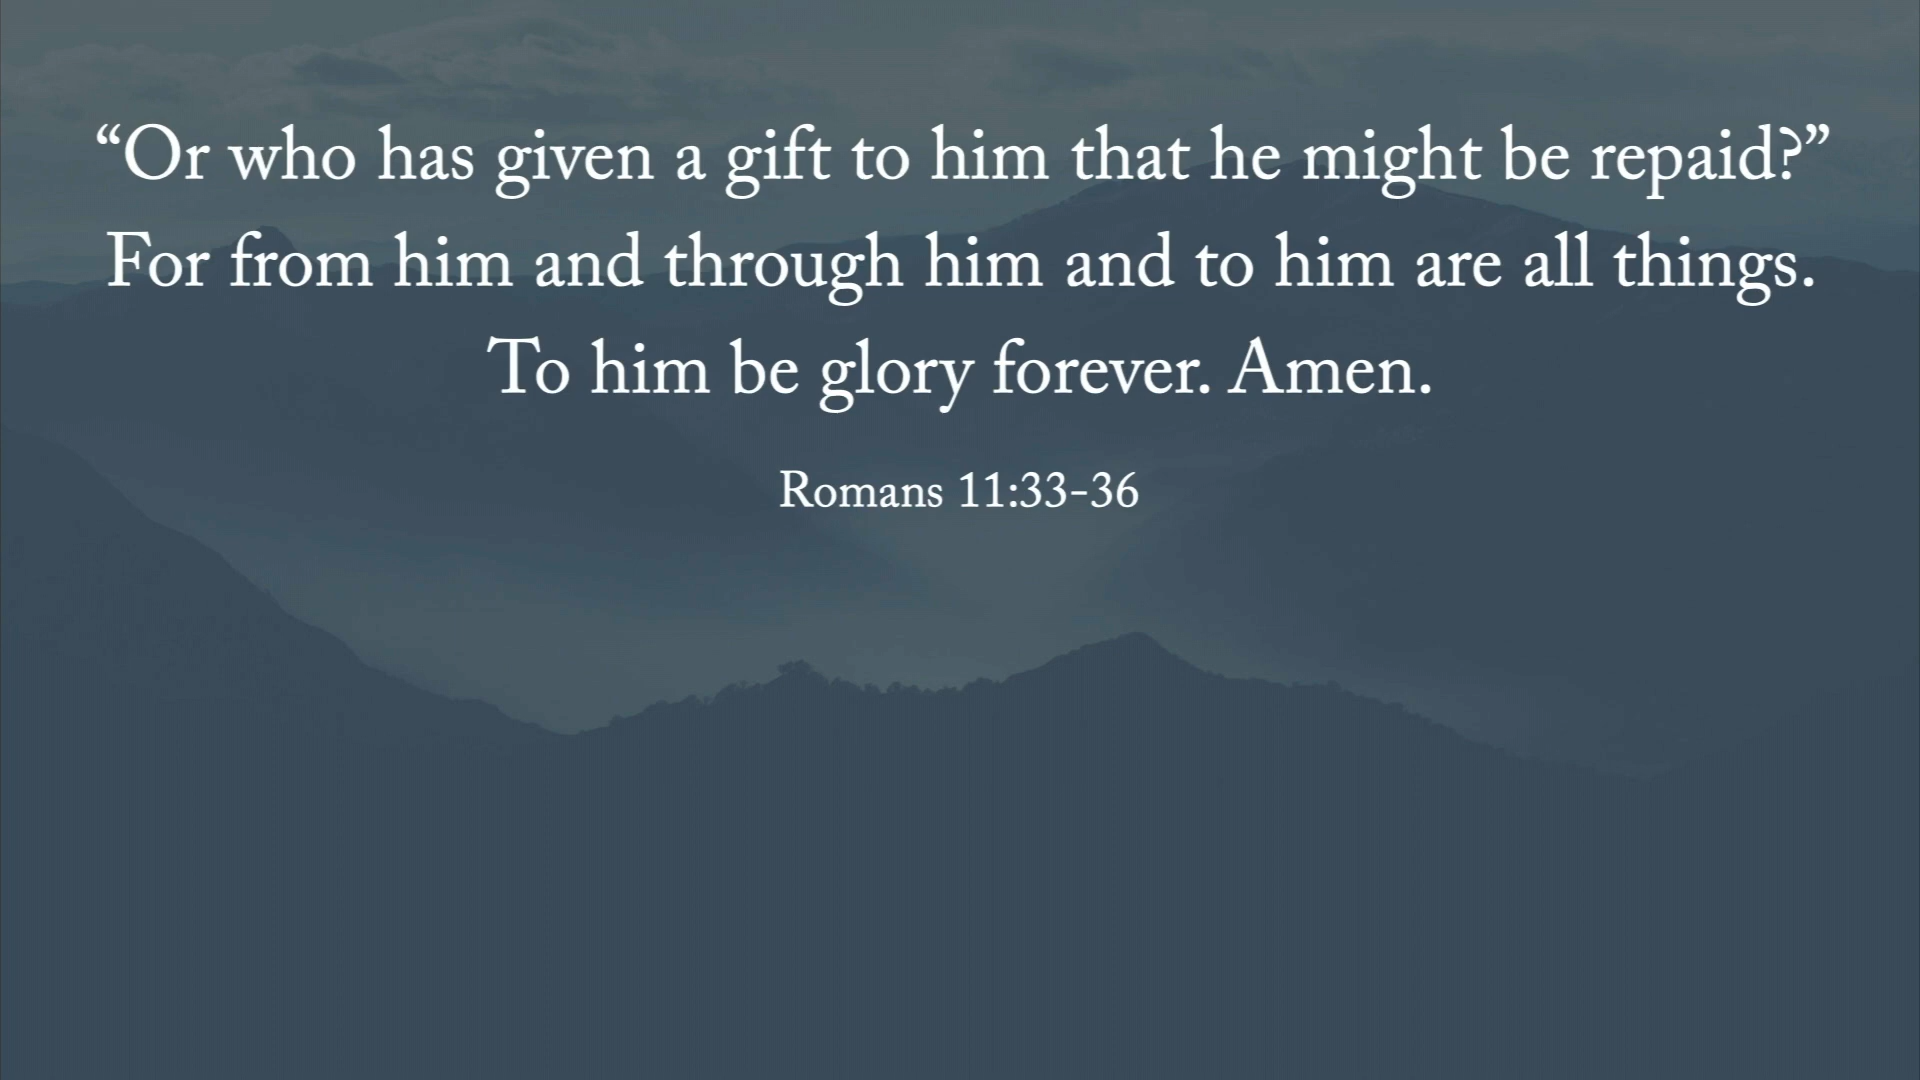 “Or who has given a gift to him that he might be repaid?”
For from him and through him and to him are all things.
To him be glory forever. Amen.
Romans 11:33-36